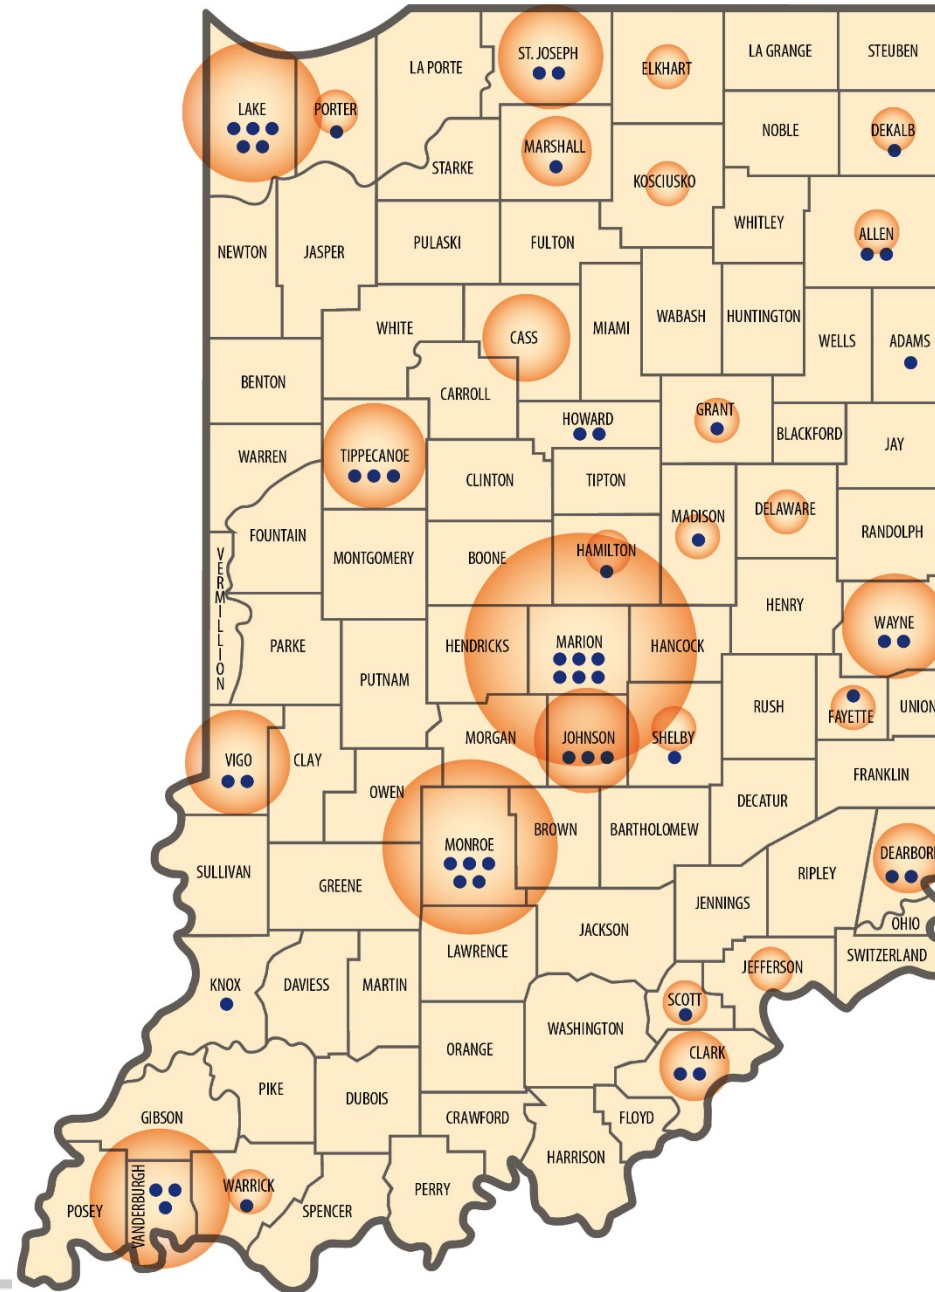 LA GRANGE
STEUBEN
ST. JOSEPH
LA PORTE
ELKHART
LAKE
PORTER
NOBLE
DEKALB
MARSHALL
STARKE
KOSCIUSKO
WHITLEY
ALLEN
PULASKI
FULTON
NEWTON
JASPER
WABASH
HUNTINGTON
WHITE
MIAMI
CASS
WELLS
ADAMS
BENTON
CARROLL
GRANT
HOWARD
BLACKFORD
JAY
WARREN
TIPPECANOE
CLINTON
TIPTON
DELAWARE
MADISON
FOUNTAIN
RANDOLPH
MONTGOMERY
BOONE
HAMILTON
VERMILLION
HENRY
WAYNE
PARKE
HENDRICKS
MARION
HANCOCK
PUTNAM
RUSH
UNION
FAYETTE
MORGAN
JOHNSON
SHELBY
VIGO
CLAY
FRANKLIN
OWEN
DECATUR
BROWN
BARTHOLOMEW
MONROE
DEARBOR
SULLIVAN
RIPLEY
GREENE
JENNINGS
OHIO
JACKSON
LAWRENCE
SWITZERLAND
JEFFERSON
KNOX
DAVIESS
MARTIN
SCOTT
WASHINGTON
ORANGE
CLARK
PIKE
DUBOIS
GIBSON
CRAWFORD
FLOYD
HARRISON
WARRICK
PERRY
POSEY
VANDERBURGH
SPENCER